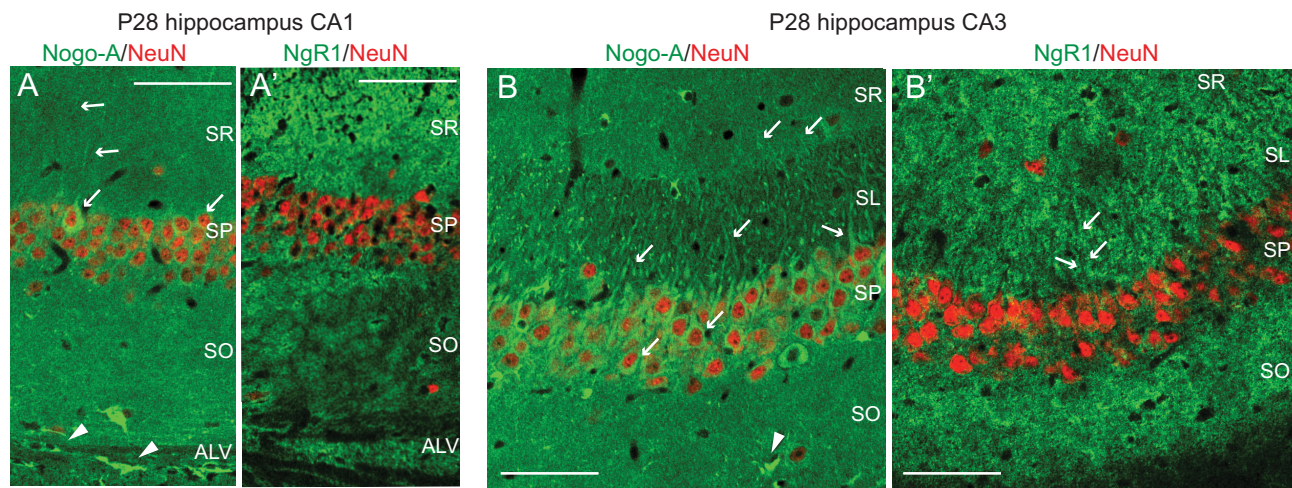 P28 hippocampus CA1
P28 hippocampus CA3
Nogo-A/NeuN
NgR1/NeuN
Nogo-A/NeuN
NgR1/NeuN
A
SR
SP
SO
ALV
A'
SR
SP
SO
ALV
B
SR
SL
SP
SO
B'
SR
SL
SP
SO